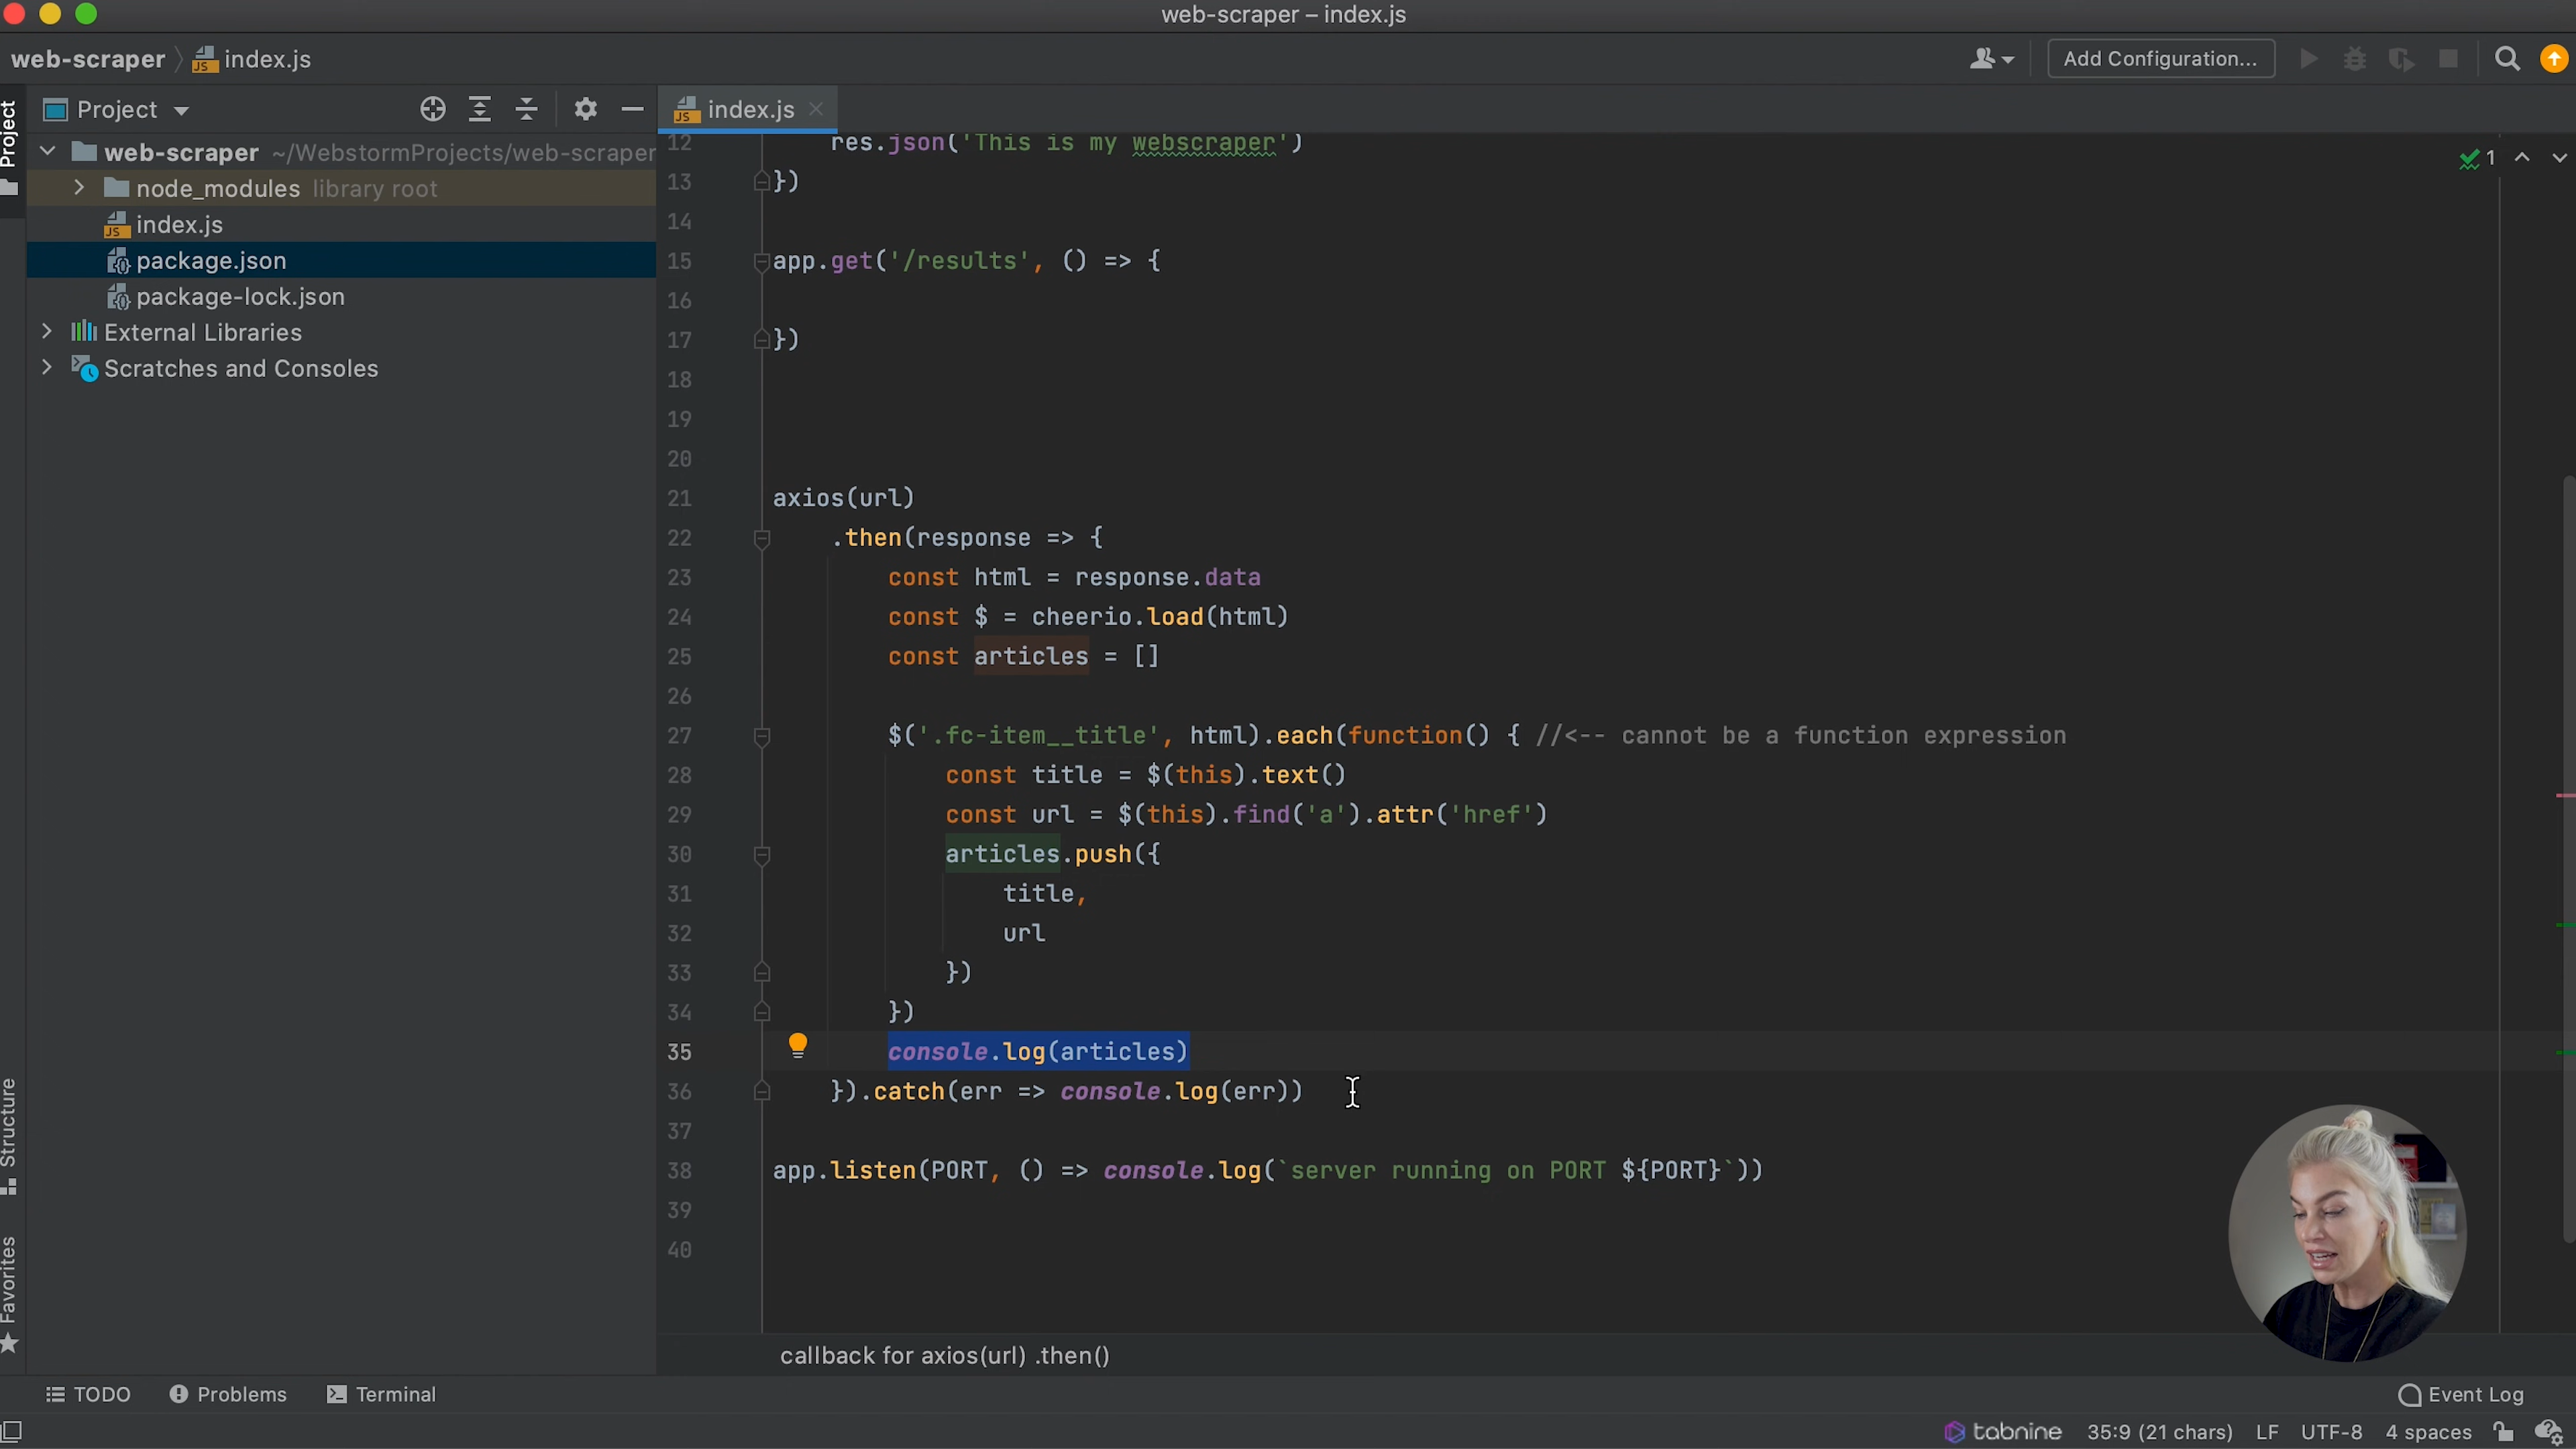 web-scraper – index.js
web-scraper index.js
Add Configuration...
Project
Project
index.js
web-scraper ~/WebstormProjects/web-scraper
node_modules library root
index.js
package.json
package-lock.json
External Libraries
Scratches and Consoles
1
12 res.json('This is my webscraper')
13 })
14
15 app.get('/results', () => {
16
17 })
18
19
20
21 axios(url)
22 .then(response => {
23 const html = response.data
24 const $ = cheerio.load(html)
25 const articles = []
26
27 $('.fc-item__title', html).each(function() { //<-- cannot be a function expression
28 const title = $(this).text()
29 const url = $(this).find('a').attr('href')
30 articles.push({
31 title,
32 url
33 })
34 })
35 console.log(articles)
36 }).catch(err => console.log(err))
37
38 app.listen(PORT, () => console.log(`server running on PORT ${PORT}`))
39
40
Structure
Favorites
callback for axios(url) .then()
TODO Problems Terminal Event Log
tabnine 35:9 (21 chars) LF UTF-8 4 spaces